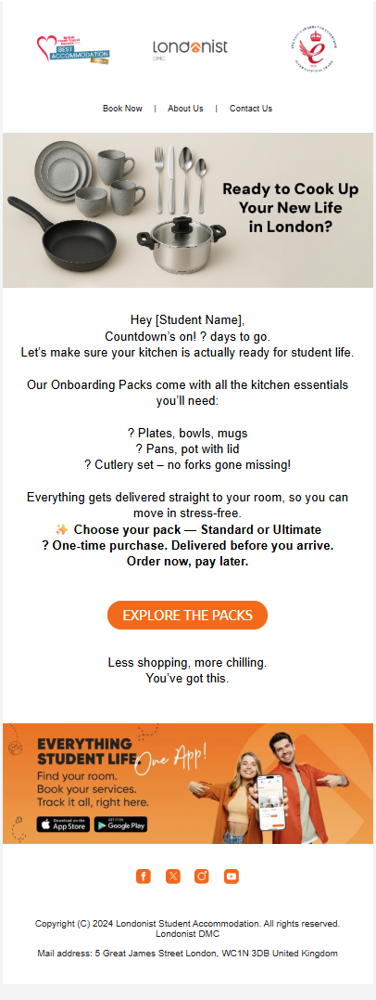 BEST
ACCOMMODATION
londonist
DMC
Book Now | About Us | Contact Us
Ready to Cook Up
Your New Life
in London?
Hey [Student Name],
Countdown's on! ? days to go.
Let's make sure your kitchen is actually ready for student life.
Our Onboarding Packs come with all the kitchen essentials
you'll need:
? Plates, bowls, mugs
? Pans, pot with lid
? Cutlery set – no forks gone missing!
Everything gets delivered straight to your room, so you can
move in stress-free.
✨ Choose your pack — Standard or Ultimate
? One-time purchase. Delivered before you arrive.
Order now, pay later.
EXPLORE THE PACKS
Less shopping, more chilling.
You've got this.
EVERYTHING
STUDENT LIFE.
One App!
Find your room.
Book your services.
Track it all, right here.
Download on the
App Store
GET IT ON
Google Play
Copyright (C) 2024 Londonist Student Accommodation. All rights reserved.
Londonist DMC
Mail address: 5 Great James Street London, WC1N 3DB United Kingdom